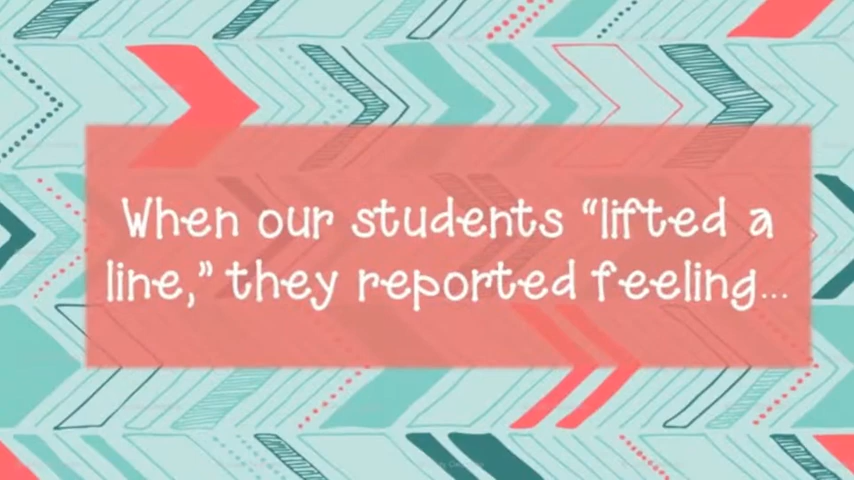 When our students “lifted a
line,” they reported feeling...